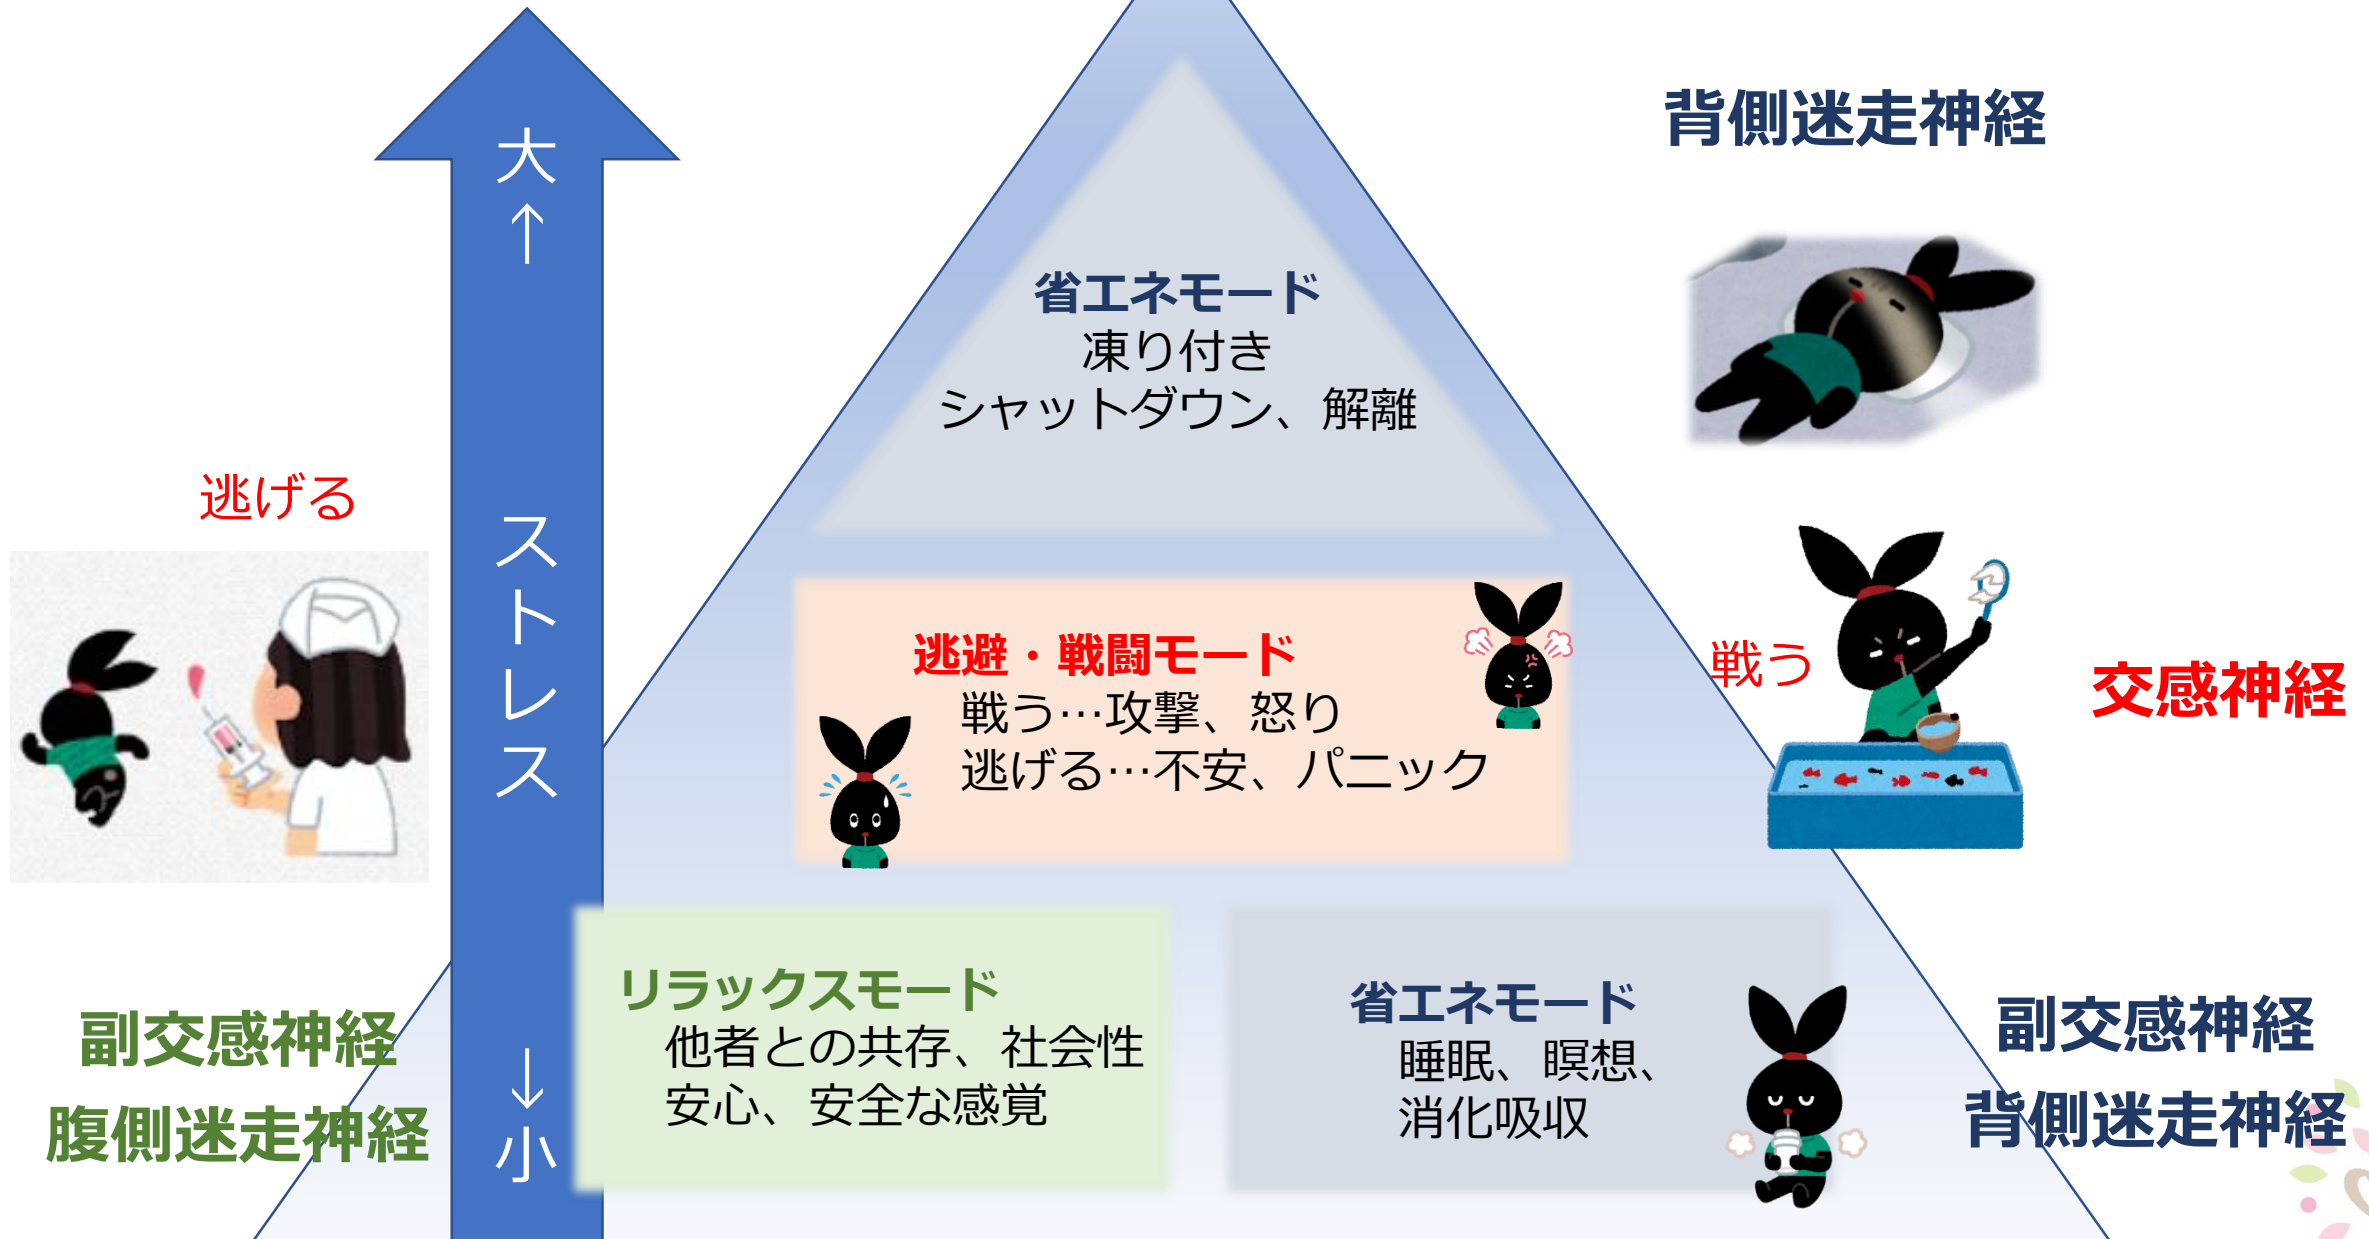 背側迷走神経
大
↑
ストレス
↓
小
省エネモード
凍り付き
シャットダウン、解離
逃げる
逃避・戦闘モード
戦う…攻撃、怒り
逃げる…不安、パニック
戦う
交感神経
リラックスモード
他者との共存、社会性
安心、安全な感覚
省エネモード
睡眠、瞑想、
消化吸収
副交感神経
腹側迷走神経
副交感神経
背側迷走神経